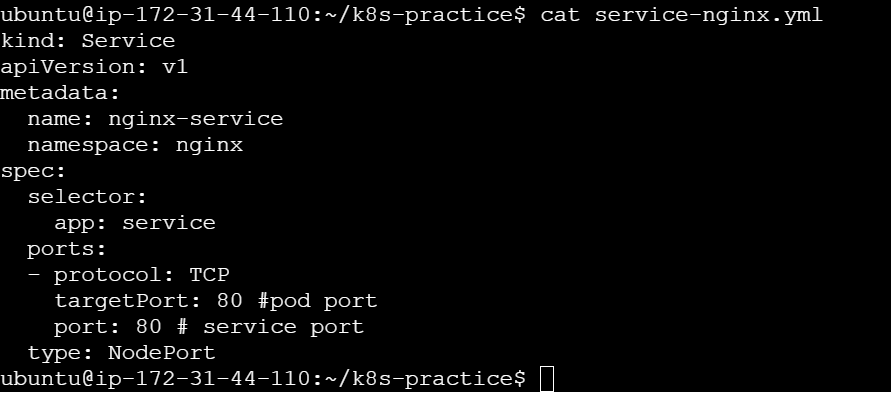 ubuntu@ip-172-31-44-110:~/k8s-practice$ cat service-nginx.yml
kind: Service
apiVersion: v1
metadata:
  name: nginx-service
  namespace: nginx
spec:
  selector:
    app: service
  ports:
  - protocol: TCP
    targetPort: 80 #pod port
    port: 80 # service port
  type: NodePort
ubuntu@ip-172-31-44-110:~/k8s-practice$